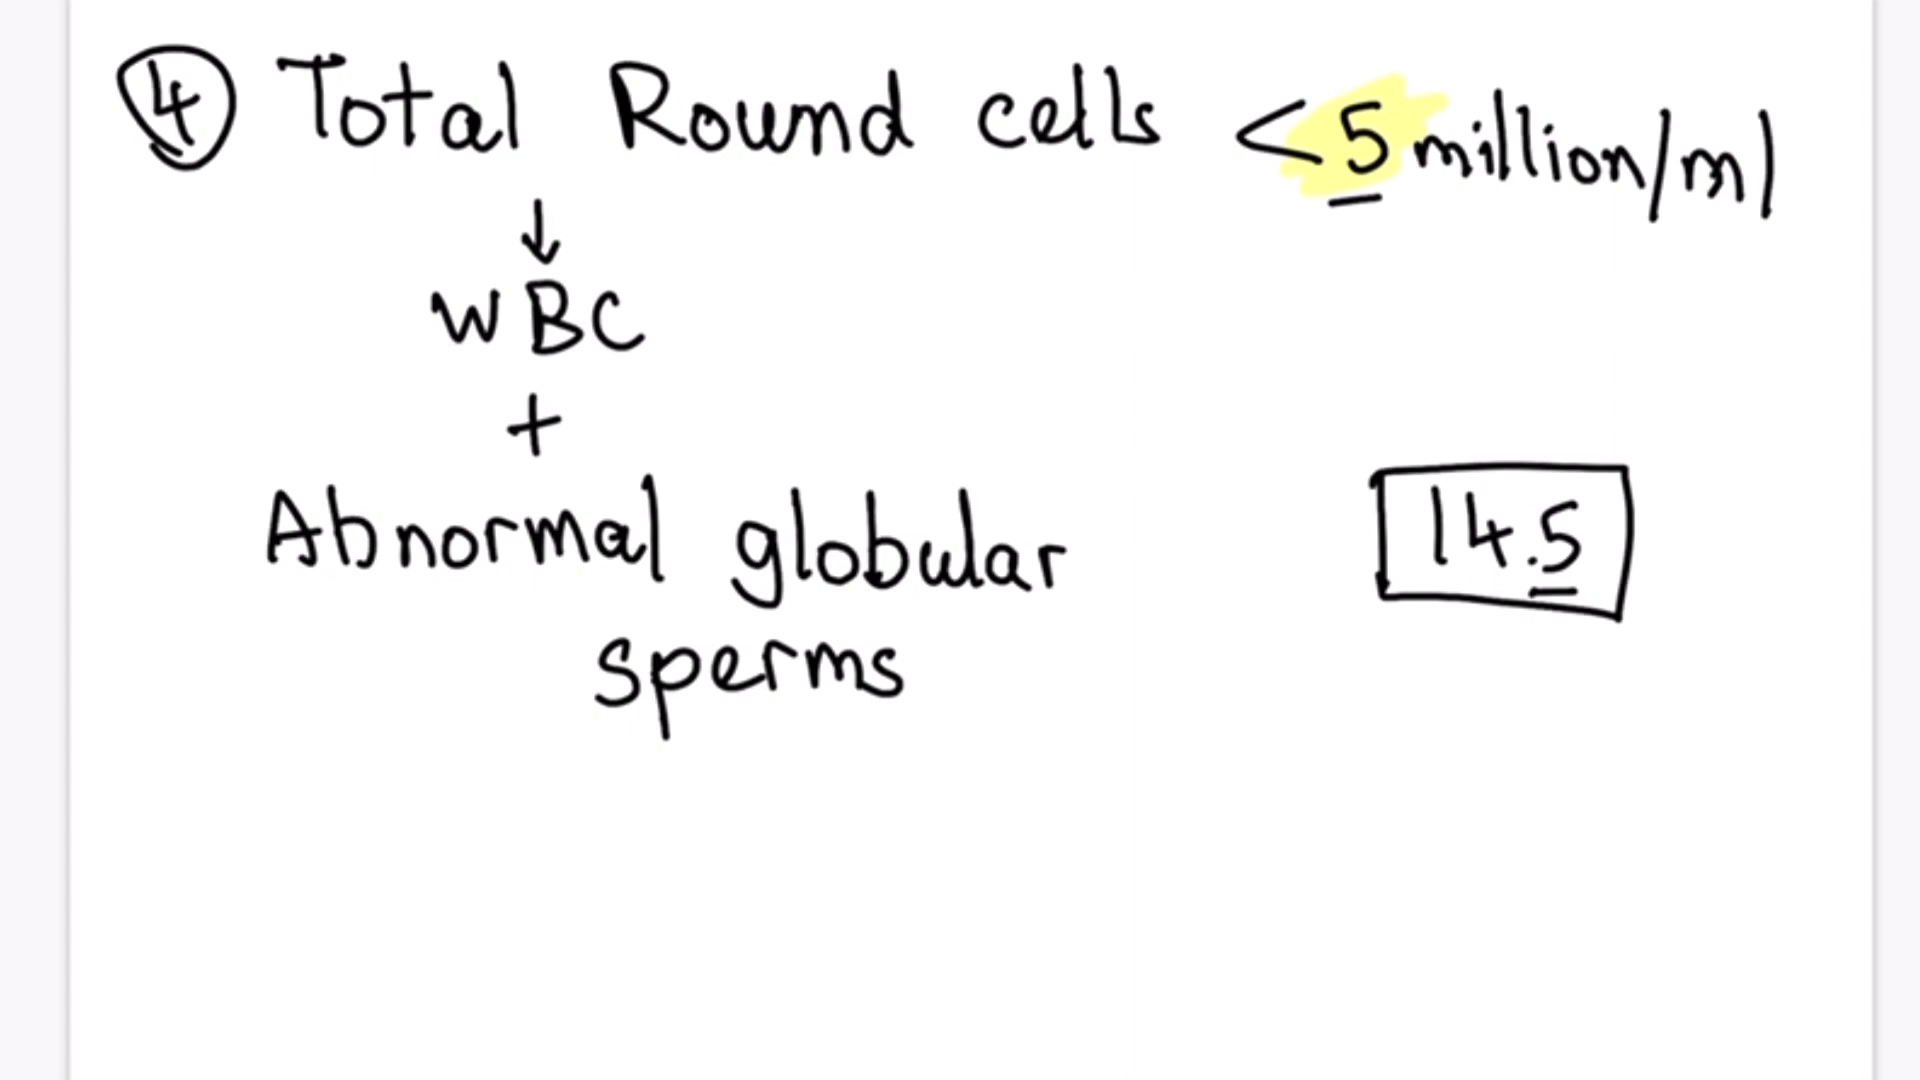 4 Total Round cells <5 million/ml
↓
WBC
+
Abnormal globular
sperms
14.5